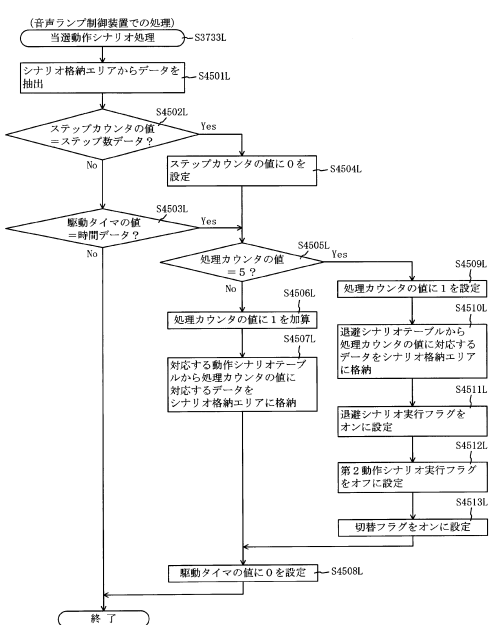 (音声ランプ制御装置での処理)
当選動作シナリオ処理
S3733L
シナリオ格納エリアからデータを
抽出
S4501L
S4502L
ステップカウンタの値
=ステップ数データ?
Yes
No
ステップカウンタの値に0を
設定
S4504L
S4503L
駆動タイマの値
=時間データ?
Yes
No
S4505L
処理カウンタの値
=5?
Yes
No
S4506L
処理カウンタの値に1を加算
S4507L
対応する動作シナリオテーブ
ルから処理カウンタの値に
対応するデータを
シナリオ格納エリアに格納
S4509L
処理カウンタの値に1を設定
S4510L
退避シナリオテーブルから
処理カウンタの値に対応する
データをシナリオ格納エリア
に格納
S4511L
退避シナリオ実行フラグを
オンに設定
S4512L
第2動作シナリオ実行フラグ
をオフに設定
S4513L
切替フラグをオンに設定
駆動タイマの値に0を設定
S4508L
終了